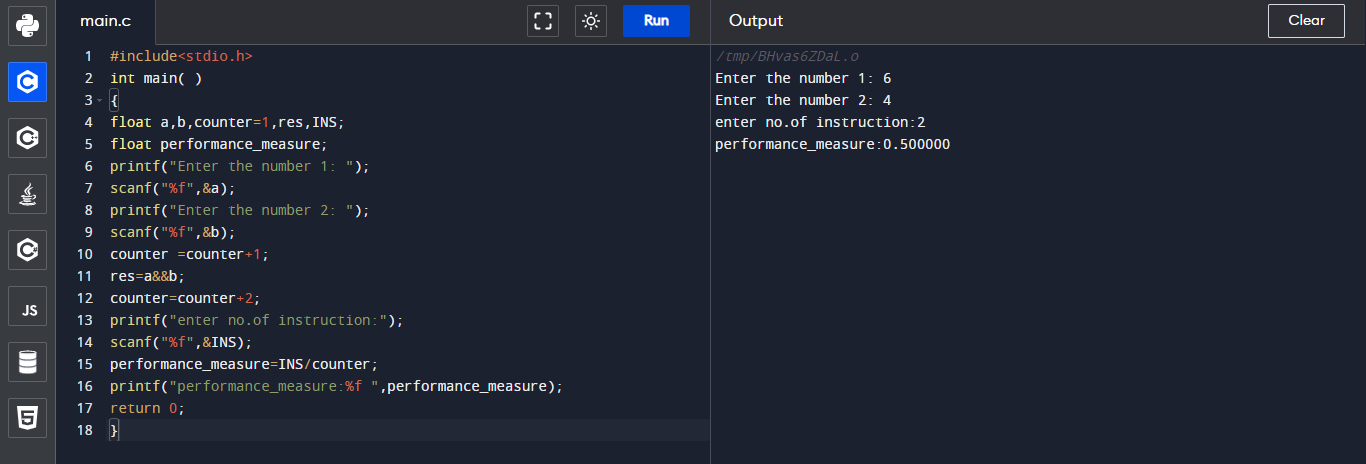 main.c
Run
Output
Clear
1 #include<stdio.h>
2 int main( )
3 {
4 float a,b,counter=1,res,INS;
5 float performance_measure;
6 printf("Enter the number 1: ");
7 scanf("%f",&a);
8 printf("Enter the number 2: ");
9 scanf("%f",&b);
10 counter =counter+1;
11 res=a&&b;
12 counter=counter+2;
13 printf("enter no.of instruction:");
14 scanf("%f",&INS);
15 performance_measure=INS/counter;
16 printf("performance_measure:%f ",performance_measure);
17 return 0;
18 }
/tmp/BHvas6ZDaL.o
Enter the number 1: 6
Enter the number 2: 4
enter no.of instruction:2
performance_measure:0.500000
C
C++
C#
JS
5